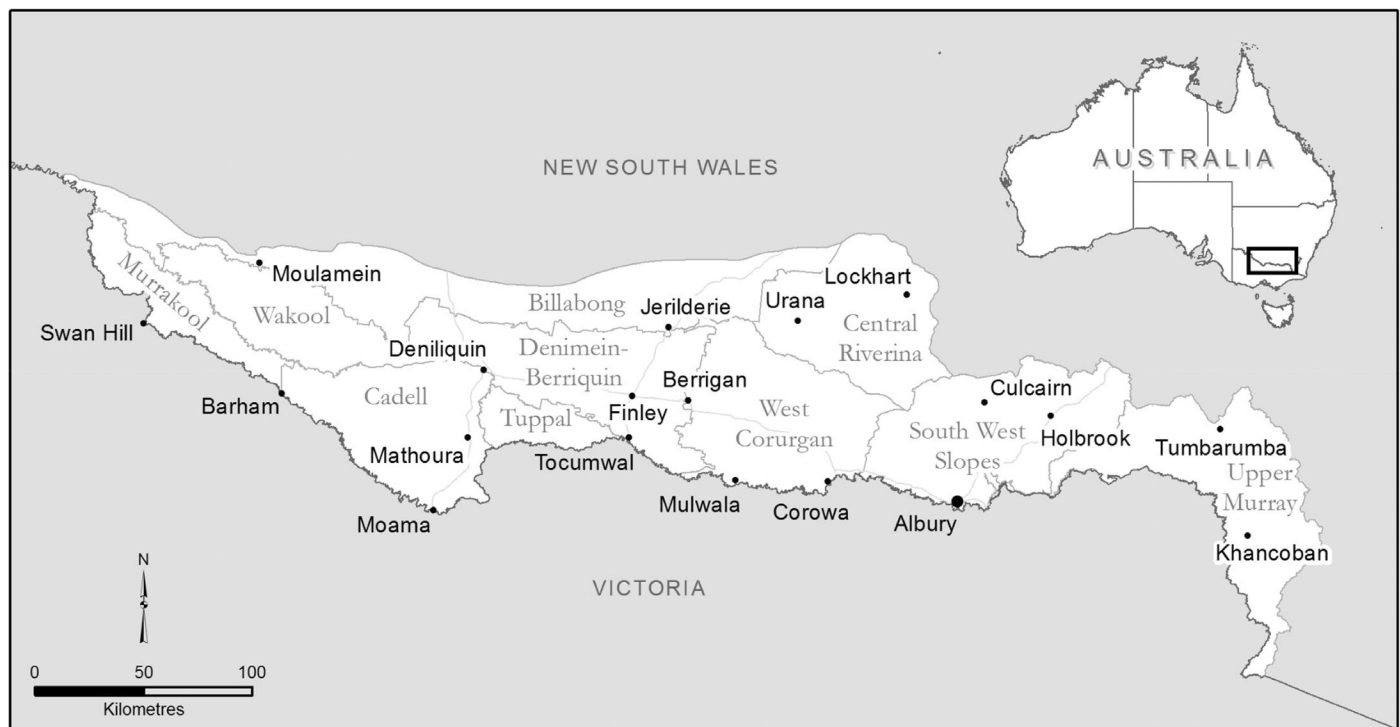 NEW SOUTH WALES
AUSTRALIA
Moulamein
Murrakool
Wakool
Billabong
Jerilderie
Urana
Lockhart
Central
Riverina
Swan Hill
Deniliquin
Denimein-
Berriquin
Berrigan
Culcairn
Barham
Cadell
Finley
West
Corurgan
Tuppal
South West
Slopes
Holbrook
Tumbarumba
Mathoura
Tocumwal
Upper
Murray
Moama
Mulwala
Corowa
Albury
Khancoban
VICTORIA
N
0 50 100
Kilometres